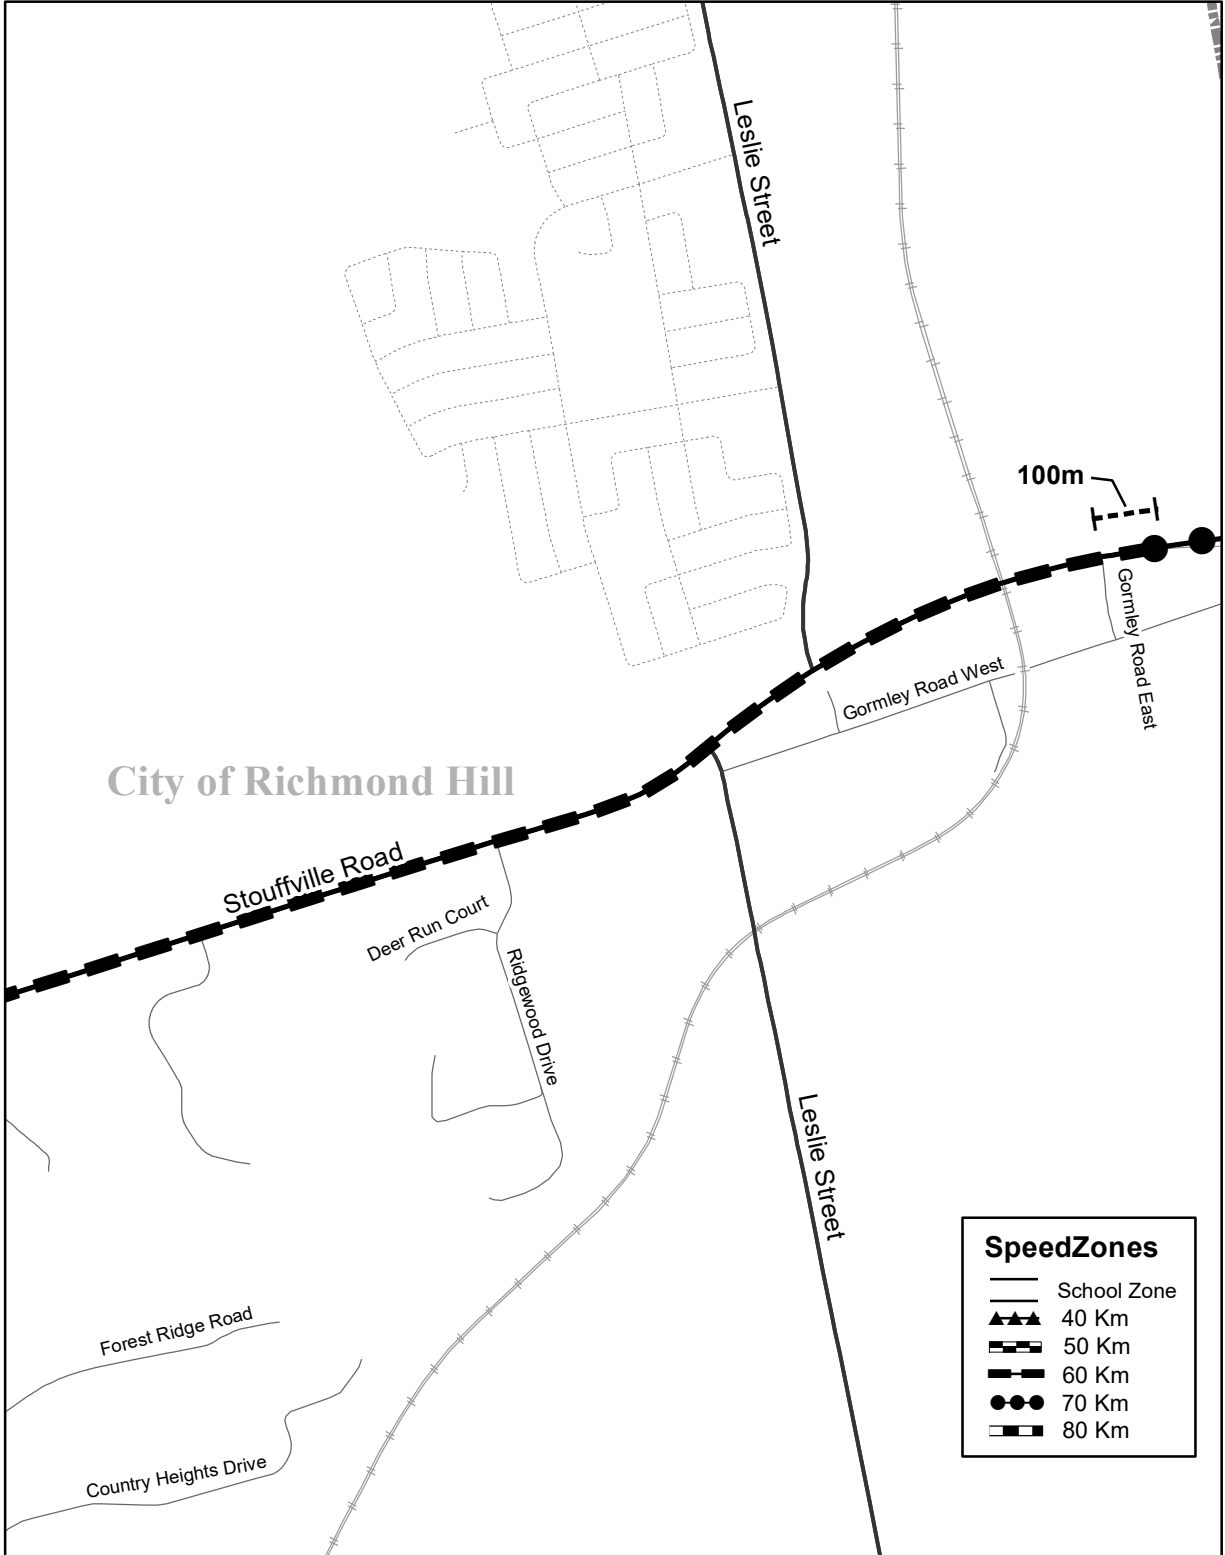 Leslie Street
100m
Gormley Road East
Gormley Road West
City of Richmond Hill
Stouffville Road
Deer Run Court
Ridgewood Drive
Leslie Street
SpeedZones
School Zone
40 Km
50 Km
60 Km
70 Km
80 Km
Forest Ridge Road
Country Heights Drive